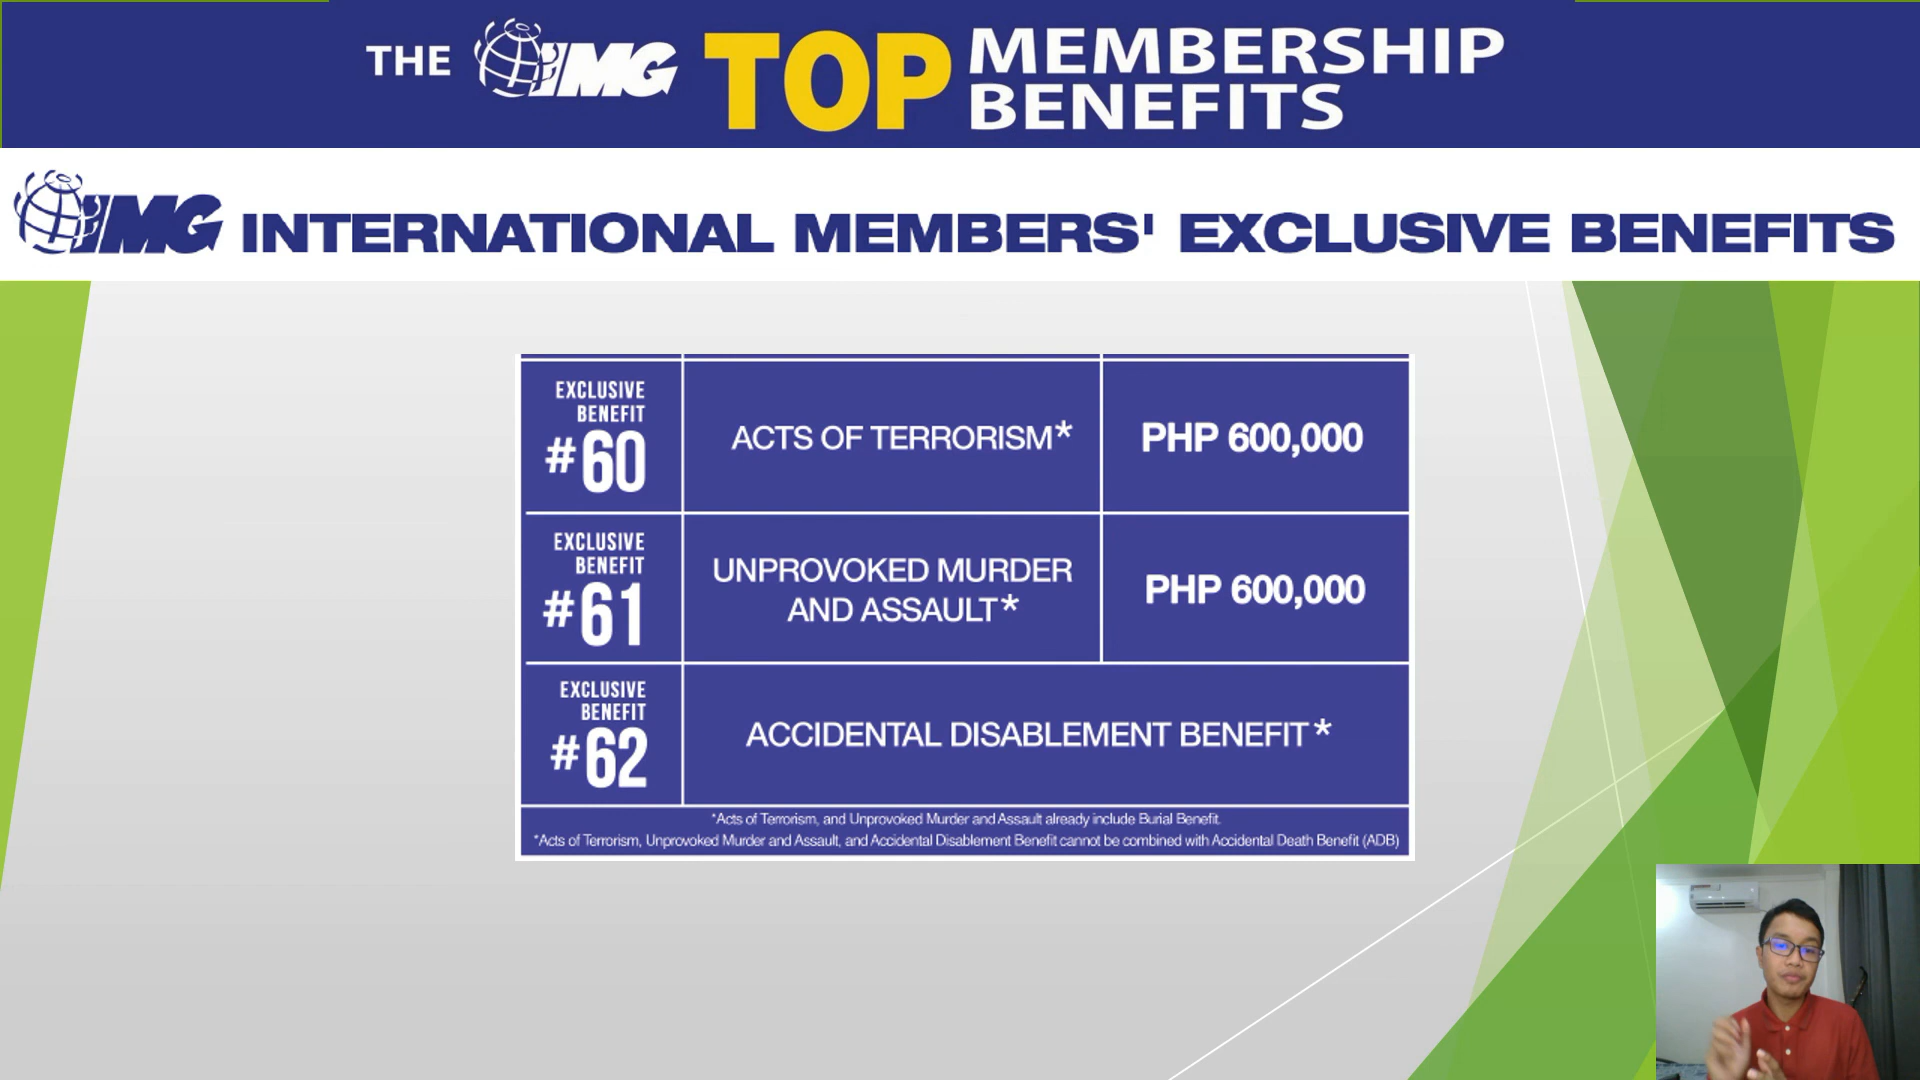 THE IMG TOP MEMBERSHIP
BENEFITS
IMG INTERNATIONAL MEMBERS' EXCLUSIVE BENEFITS
EXCLUSIVE
BENEFIT
#60
ACTS OF TERRORISM*
PHP 600,000
EXCLUSIVE
BENEFIT
#61
UNPROVOKED MURDER
AND ASSAULT*
PHP 600,000
EXCLUSIVE
BENEFIT
#62
ACCIDENTAL DISABLEMENT BENEFIT*
*Acts of Terrorism, and Unprovoked Murder and Assault already include Burial Benefit.
*Acts of Terrorism, Unprovoked Murder and Assault, and Accidental Disablement Benefit cannot be combined with Accidental Death Benefit (ADB)